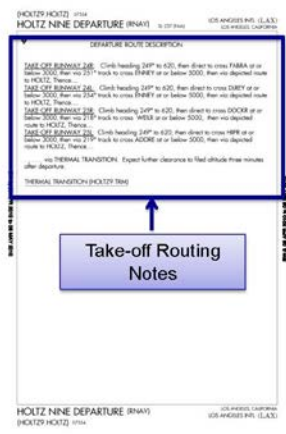 (HOLTZ9.HOLTZ)
HOLTZ NINE DEPARTURE (RNAV)
LOS ANGELES INTL (LAX)
LOS ANGELES, CALIFORNIA
DEPARTURE ROUTE DESCRIPTION
TAKE OFF RUNWAY 24R: Climb heading 249° to 620, then direct to cross FABRA at or
below 3000, then via 251° track to cross ENNEY at or below 5000, then via depicted route
to HOLTZ, Thence...
TAKE OFF RUNWAY 24L: Climb heading 249° to 620, then direct to cross DLREY at or
below 3000, then via 254° track to cross ENNEY at or below 5000, then via depicted route
to HOLTZ, Thence...
TAKE OFF RUNWAY 25R: Climb heading 249° to 620, then direct to cross DOCKR at or
below 3000, then via 218° track to cross at or below 5000, then via depicted
route to HOLTZ, Thence...
TAKE OFF RUNWAY 25L: Climb heading 249° to 620, then direct to cross HIIPR at or
below 3000, then via 219° track to cross ADORE at or below 5000, then via depicted
route to HOLTZ, Thence...
...via THERMAL TRANSITION. Expect further clearance to filed altitude three minutes
after departure.
THERMAL TRANSITION (HOLTZ9.TRM)
Take-off Routing
Notes
HOLTZ NINE DEPARTURE (RNAV)
(HOLTZ9.HOLTZ)
LOS ANGELES, CALIFORNIA
LOS ANGELES INTL (LAX)